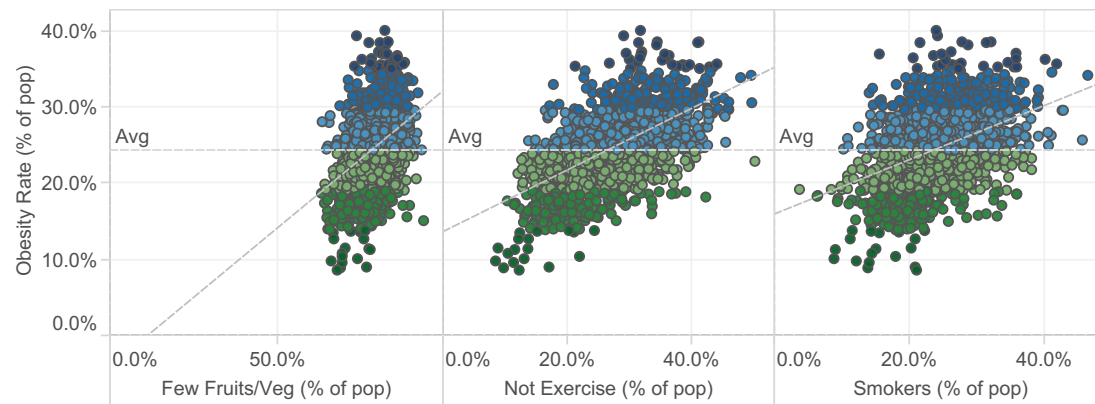 Obesity Rate (% of pop)
40.0%
30.0%
20.0%
10.0%
0.0%
Avg
Avg
Avg
0.0%
50.0%
0.0%
20.0%
40.0%
0.0%
20.0%
40.0%
Few Fruits/Veg (% of pop)
Not Exercise (% of pop)
Smokers (% of pop)